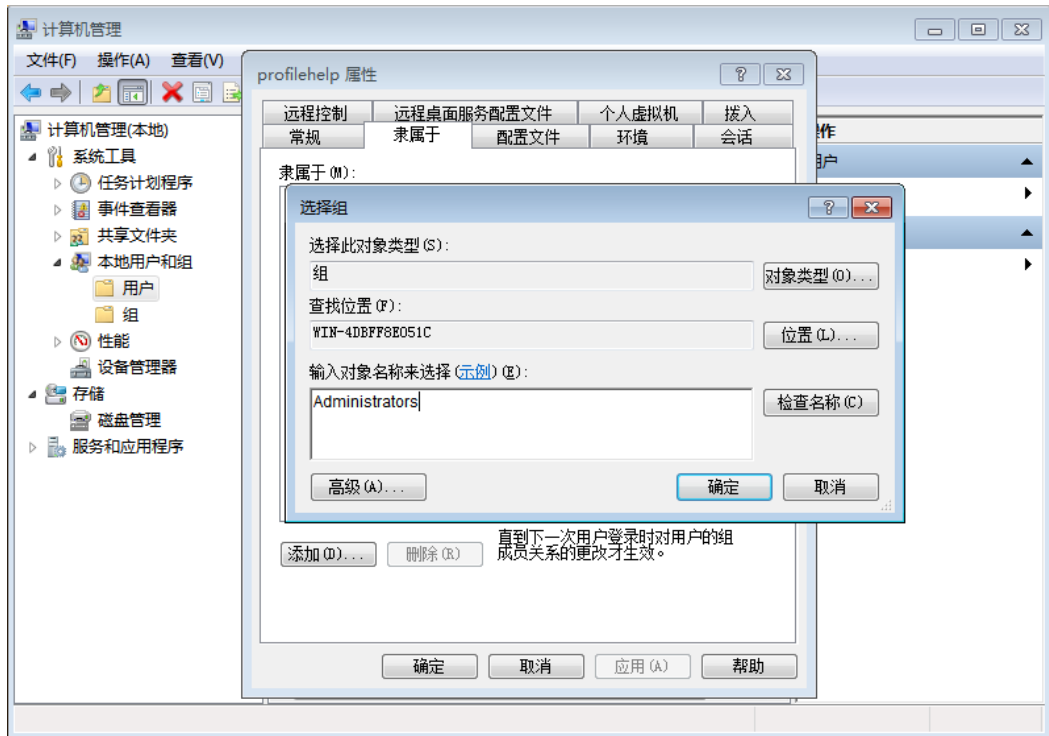 计算机管理
文件(F) 操作(A) 查看(V)
profilehelp 属性
远程控制 远程桌面服务配置文件 个人虚拟机 拨入
常规 隶属于 配置文件 环境 会话
隶属于(M):
计算机管理(本地)
系统工具
任务计划程序
事件查看器
共享文件夹
本地用户和组
用户
组
性能
设备管理器
存储
磁盘管理
服务和应用程序
选择组
选择此对象类型(S):
组
对象类型(O)...
查找位置(F):
WIN-4DBFF8E051C
位置(L)...
输入对象名称来选择(示例)(E):
Administrators
检查名称(C)
高级(A)...
确定
取消
添加(D)...
删除(R)
直到下一次用户登录时对用户的组
成员关系的更改才生效。
确定
取消
应用(A)
帮助
作
户